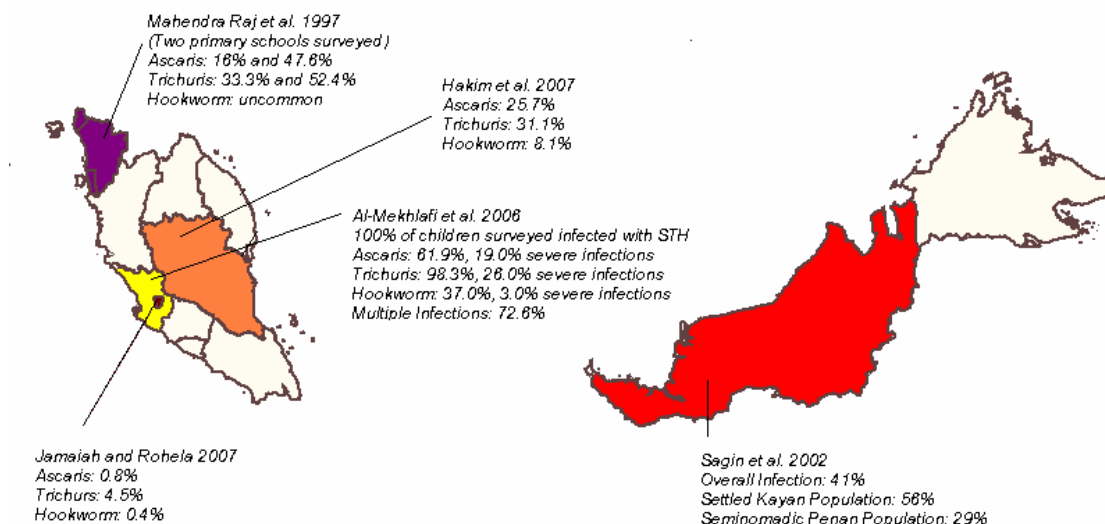 Mahendra Raj et al. 1997
(Two primary schools surveyed)
Ascaris: 16% and 47.6%
Trichuris: 33.3% and 52.4%
Hookworm: uncommon
Hakim et al. 2007
Ascaris: 25.7%
Trichuris: 31.1%
Hookworm: 8.1%
Al-Mekhlafi et al. 2006
100% of children surveyed infected with STH
Ascaris: 61.9%, 19.0% severe infections
Trichuris: 98.3%, 26.0% severe infections
Hookworm: 37.0%, 3.0% severe infections
Multiple Infections: 72.6%
Jamaiah and Rohela 2007
Ascaris: 0.8%
Trichurs: 4.5%
Hookworm: 0.4%
Sagin et al. 2002
Overall Infection: 41%
Settled Kayan Population: 56%
Seminomadic Penan Population: 29%